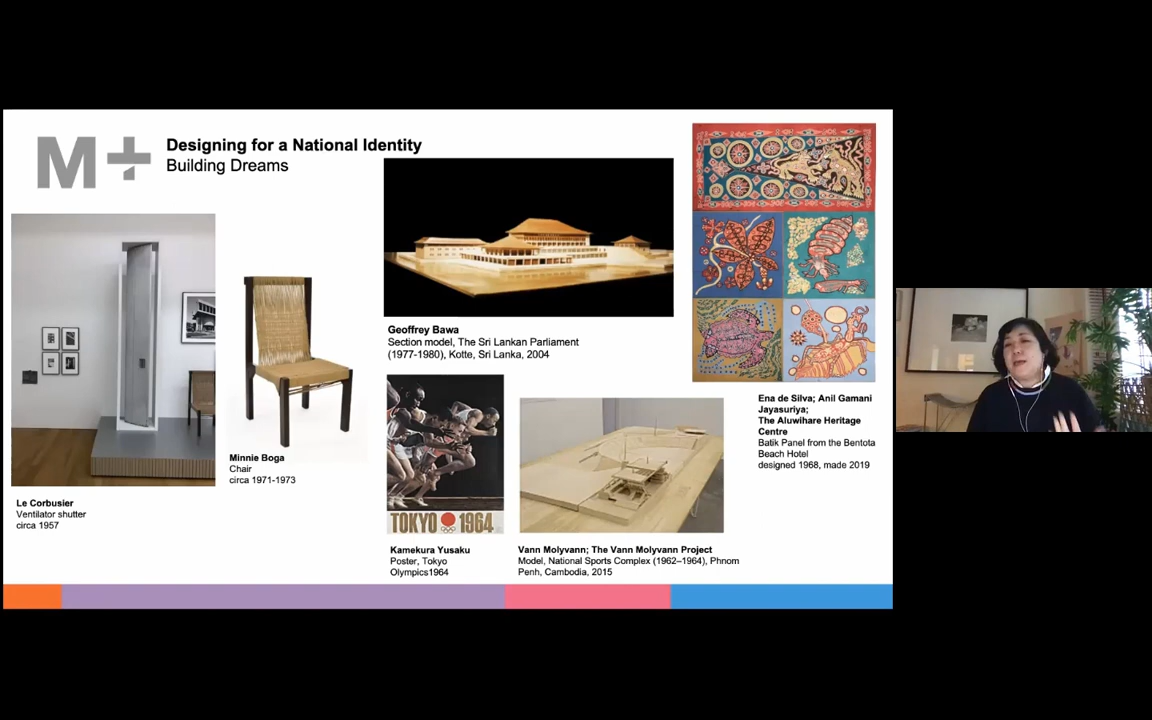 M+
Designing for a National Identity
Building Dreams
Le Corbusier
Ventilator shutter
circa 1957
Minnie Boga
Chair
circa 1971-1973
Geoffrey Bawa
Section model, The Sri Lankan Parliament
(1977-1980), Kotte, Sri Lanka, 2004
TOKYO 1964
Kamekura Yusaku
Poster, Tokyo
Olympics1964
Vann Molyvann; The Vann Molyvann Project
Model, National Sports Complex (1962–1964), Phnom
Penh, Cambodia, 2015
Ena de Silva; Anil Gamani
Jayasuriya;
The Aluwihare Heritage
Centre
Batik Panel from the Bentota
Beach Hotel
designed 1968, made 2019